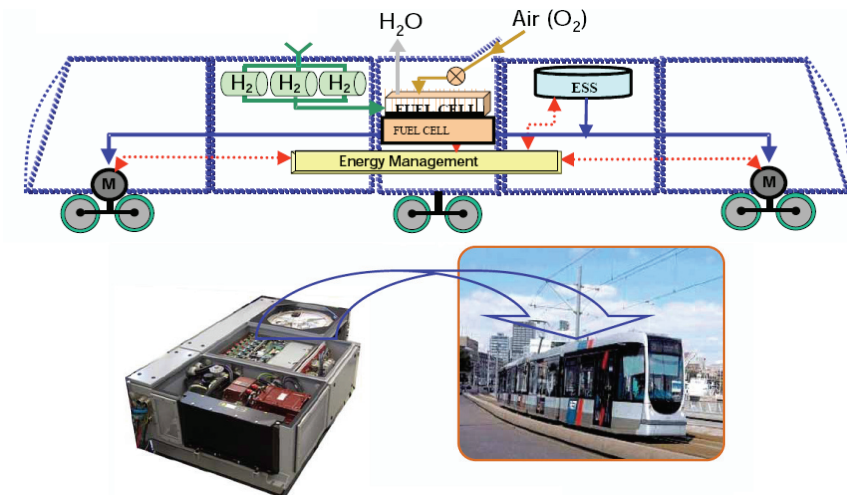 H₂O
Air (O₂)
H₂ H₂ H₂
FUEL CELL
ESS
FUEL CELL
Energy Management
M
M